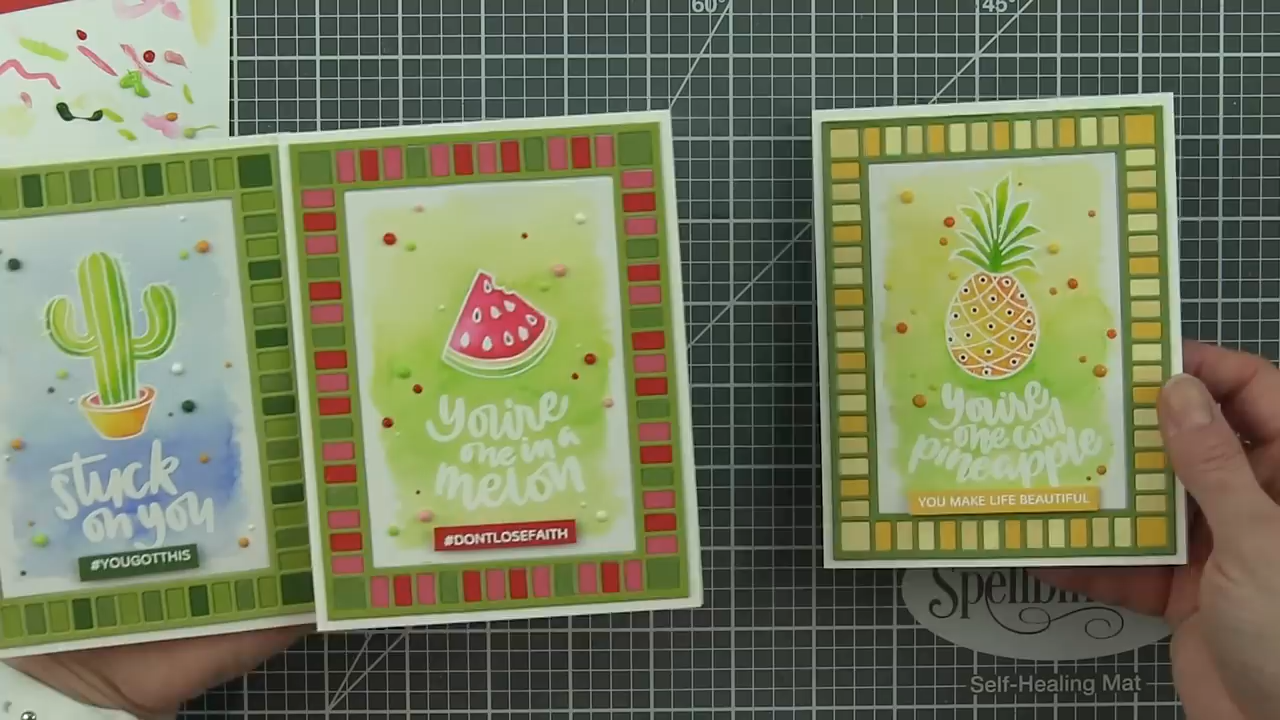 60°
45°
stuck
on you
#YOUGOTTHIS
You're
one in a
melon
#DONTLOSEFAITH
You're
one cool
pineapple
YOU MAKE LIFE BEAUTIFUL
Self-Healing Mat